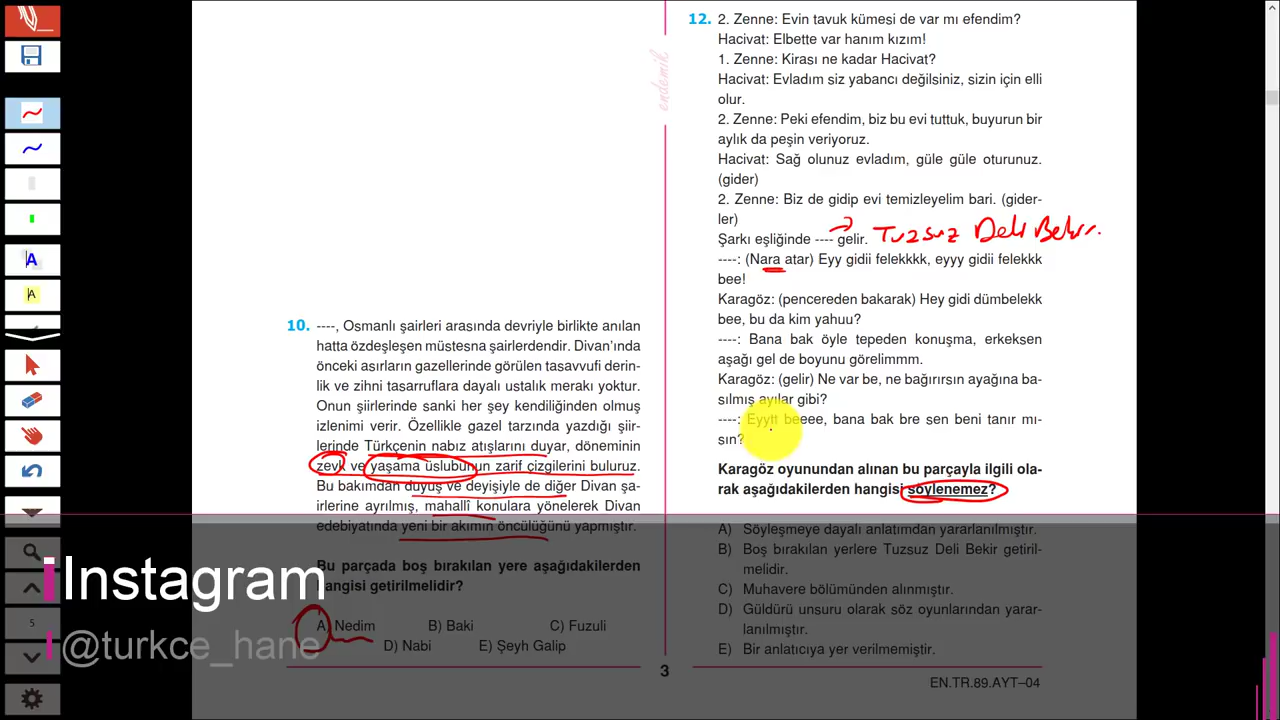 10. ----, Osmanlı şairleri arasında devriyle birlikte anılan
hatta özdeşleşen müstesna şairlerdendir. Divan'ında
önceki asırların gazellerinde görülen tasavvufi derin-
lik ve zihni tasarruflara dayalı ustalık merakı yoktur.
Onun şiirlerinde sanki her şey kendiliğinden olmuş
izlenimi verir. Özellikle gazel tarzında yazdığı şiir-
lerinde Türkçenin nabız atışlarını duyar, döneminin
zevk ve yaşama üslubunun zarif çizgilerini buluruz.
Bu bakımdan duyuş ve deyişiyle de diğer Divan şa-
irlerine ayrılmış, mahallî konulara yönelerek Divan
edebiyatında yeni bir akımın öncülüğünü yapmıştır.
Bu parçada boş bırakılan yere aşağıdakilerden
hangisi getirilmelidir?
A) Nedim B) Baki C) Fuzuli
D) Nabi E) Şeyh Galip
12. 2. Zenne: Evin tavuk kümesi de var mı efendim?
Hacivat: Elbette var hanım kızım!
1. Zenne: Kirası ne kadar Hacivat?
Hacivat: Evladım siz yabancı değilsiniz, sizin için elli
olur.
2. Zenne: Peki efendim, biz bu evi tuttuk, buyurun bir
aylık da peşin veriyoruz.
Hacivat: Sağ olunuz evladım, güle güle oturunuz.
(gider)
2. Zenne: Biz de gidip evi temizleyelim bari. (gider-
ler)
Şarkı eşliğinde ---- gelir. Tuzsuz Deli Bekir.
----: (Nara atar) Eyy gidii felekkkk, eyyy gidii felekkk
bee!
Karagöz: (pencereden bakarak) Hey gidi dümbelekk
bee, bu da kim yahuu?
----: Bana bak öyle tepeden konuşma, erkeksen
aşağı gel de boyunu görelimmm.
Karagöz: (gelir) Ne var be, ne bağırırsın ayağına ba-
sılmış ayılar gibi?
----: Eyytt beeee, bana bak bre sen beni tanır mı-
sın?
Karagöz oyunundan alınan bu parçayla ilgili ola-
rak aşağıdakilerden hangisi söylenemez?
A) Söyleşmeye dayalı anlatımdan yararlanılmıştır.
B) Boş bırakılan yerlere Tuzsuz Deli Bekir getiril-
melidir.
C) Muhavere bölümünden alınmıştır.
D) Güldürü unsuru olarak söz oyunlarından yarar-
lanılmıştır.
E) Bir anlatıcıya yer verilmemiştir.
endemik
3
EN.TR.89.AYT–04
iInstagram
@turkce_hane
A
A
5